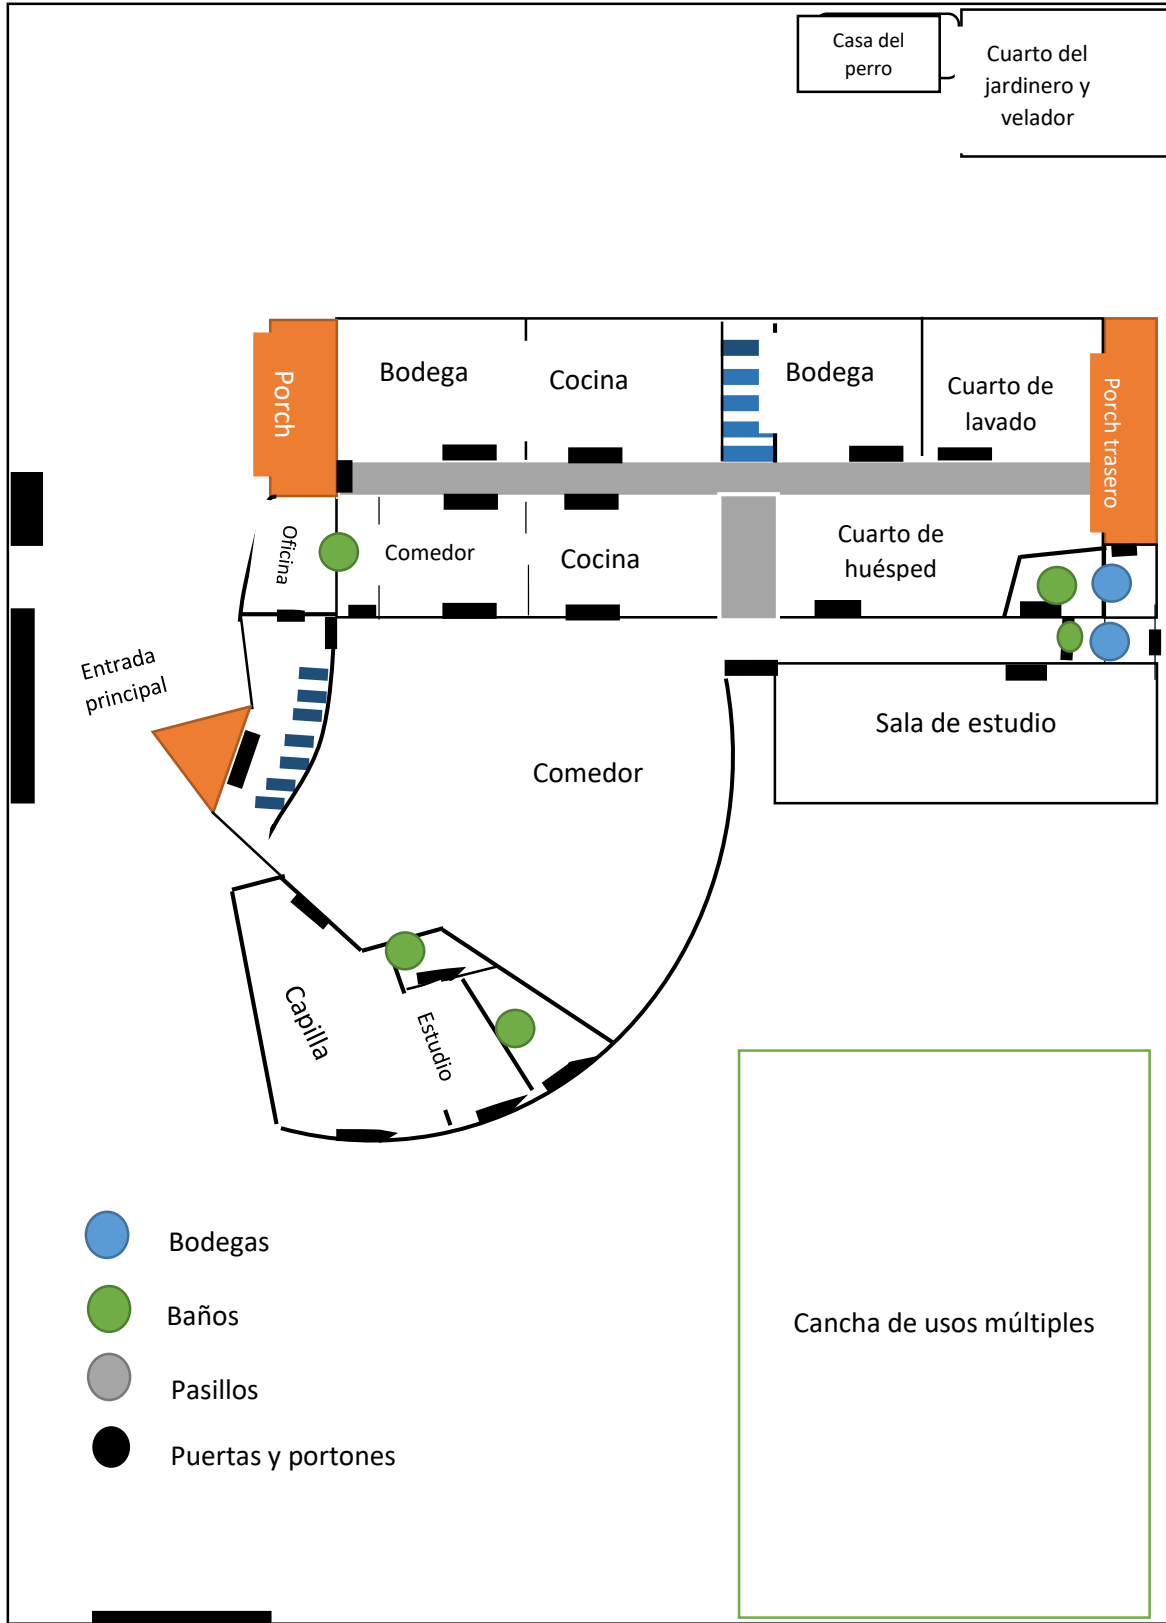 Casa del
perro
Cuarto del
jardinero y
velador
Porch
Bodega
Cocina
Bodega
Cuarto de
lavado
Porch trasero
Oficina
Comedor
Cocina
Cuarto de
huésped
Entrada
principal
Comedor
Sala de estudio
Capilla
Estudio
Bodegas
Baños
Pasillos
Puertas y portones
Cancha de usos múltiples